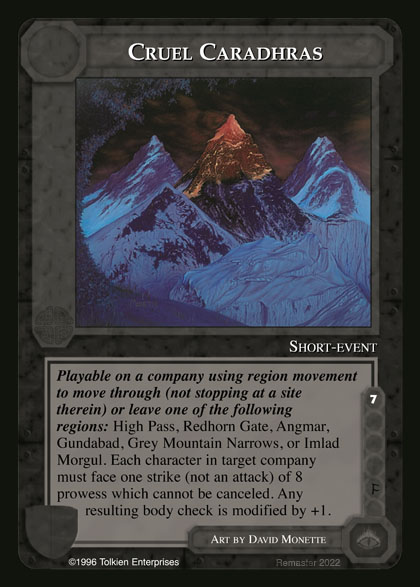 Cruel Caradhras
Short-event
Playable on a company using region movement
to move through (not stopping at a site
therein) or leave one of the following
regions: High Pass, Redhorn Gate, Angmar,
Gundabad, Grey Mountain Narrows, or Imlad
Morgul. Each character in target company
must face one strike (not an attack) of 8
prowess which cannot be canceled. Any
resulting body check is modified by +1.
7
Art by David Monette
©1996 Tolkien Enterprises
Remaster 2022